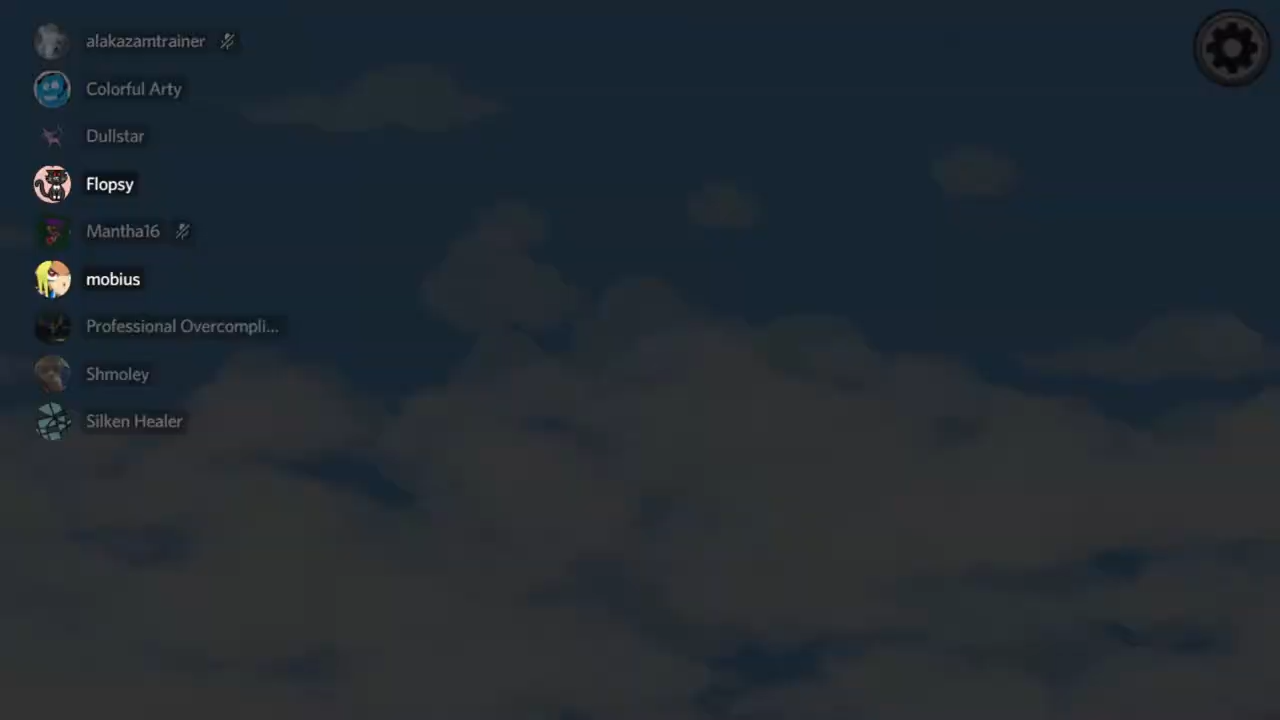 alakazamtrainer
Colorful Arty
Dullstar
Flopsy
Mantha16
mobius
Professional Overcompli...
Shmoley
Silken Healer